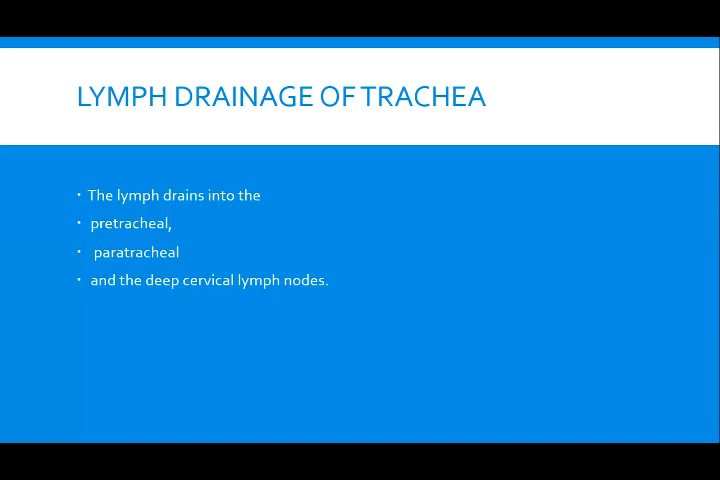 LYMPH DRAINAGE OF TRACHEA
▪ The lymph drains into the
▪ pretracheal,
▪ paratracheal
▪ and the deep cervical lymph nodes.